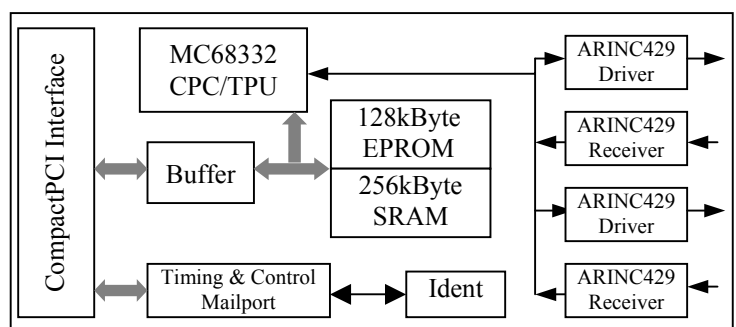 CompactPCI Interface
MC68332
CPC/TPU
Buffer
128kByte
EPROM
256kByte
SRAM
Timing & Control
Mailport
Ident
ARINC429
Driver
ARINC429
Receiver
ARINC429
Driver
ARINC429
Receiver